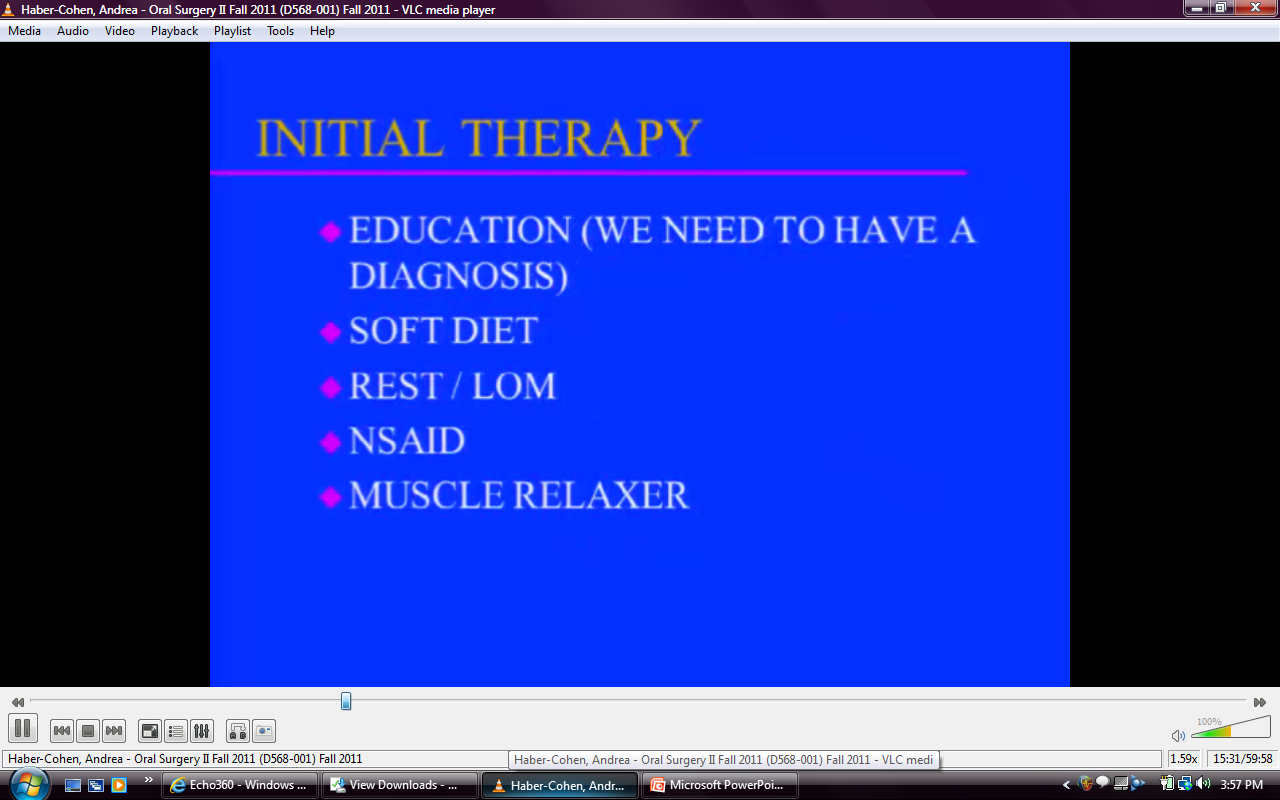 Haber-Cohen, Andrea - Oral Surgery II Fall 2011 (D568-001) Fall 2011 - VLC media player
Media Audio Video Playback Playlist Tools Help
INITIAL THERAPY
EDUCATION (WE NEED TO HAVE A
DIAGNOSIS)
SOFT DIET
REST / LOM
NSAID
MUSCLE RELAXER
100%
Haber-Cohen, Andrea - Oral Surgery II Fall 2011 (D568-001) Fall 2011
Haber-Cohen, Andrea - Oral Surgery II Fall 2011 (D568-001) Fall 2011 - VLC medi
1.59x 15:31/59:58
Echo360 - Windows ... View Downloads - ... Haber-Cohen, Andr... Microsoft PowerPoi... 3:57 PM